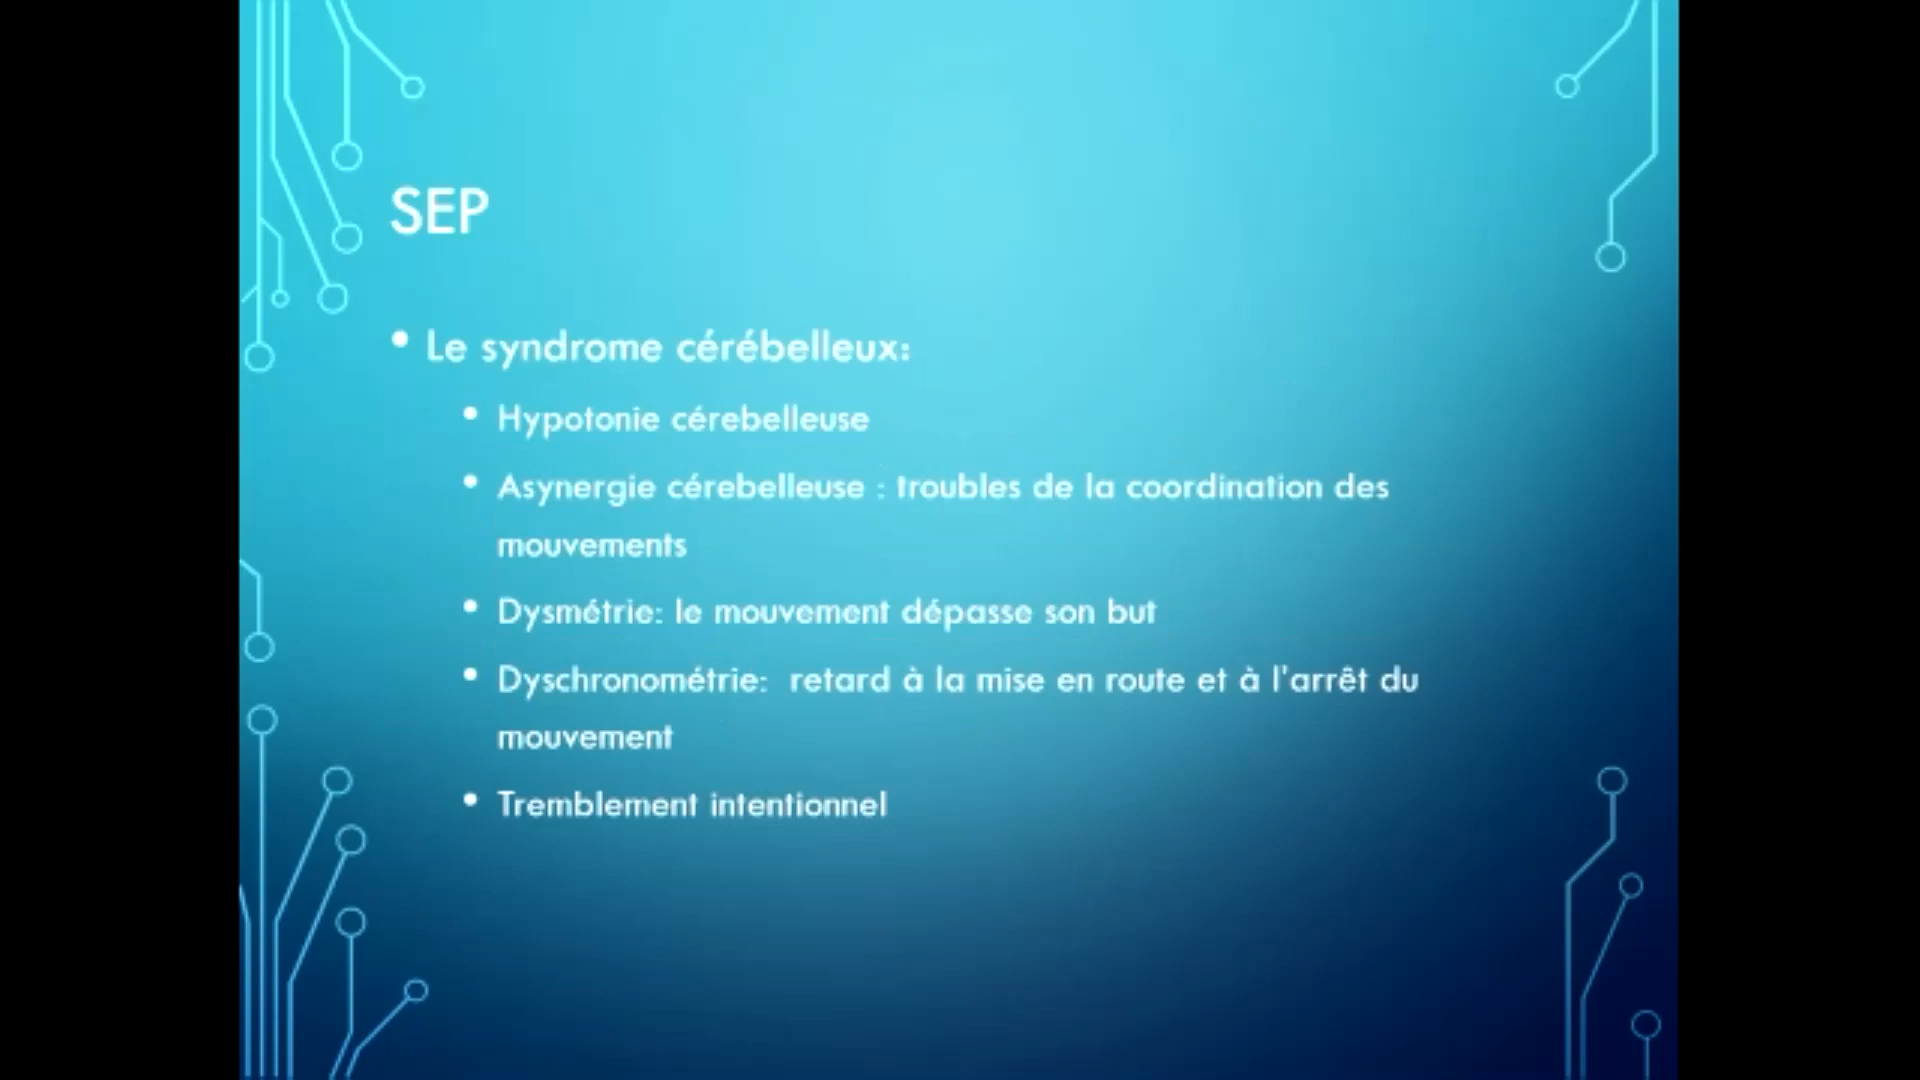 SEP
• Le syndrome cérébelleux:
• Hypotonie cérebelleuse
• Asynergie cérebelleuse : troubles de la coordination des
mouvements
• Dysmétrie: le mouvement dépasse son but
• Dyschronométrie:  retard à la mise en route et à l'arrêt du
mouvement
• Tremblement intentionnel